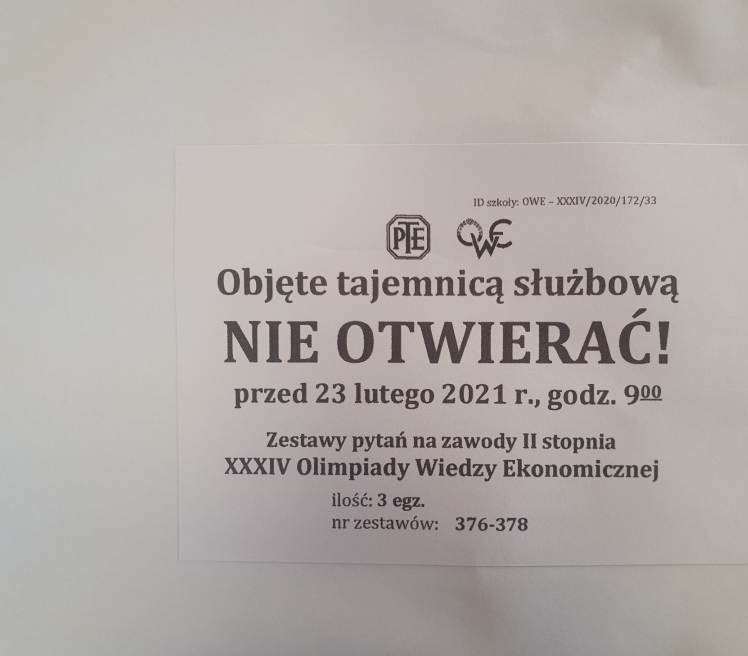 ID szkoły: OWE – XXXIV/2020/172/33
PTE OWE
Objęte tajemnicą służbową
NIE OTWIERAĆ!
przed 23 lutego 2021 r., godz. 9⁰⁰
Zestawy pytań na zawody II stopnia
XXXIV Olimpiady Wiedzy Ekonomicznej
ilość: 3 egz.
nr zestawów: 376-378